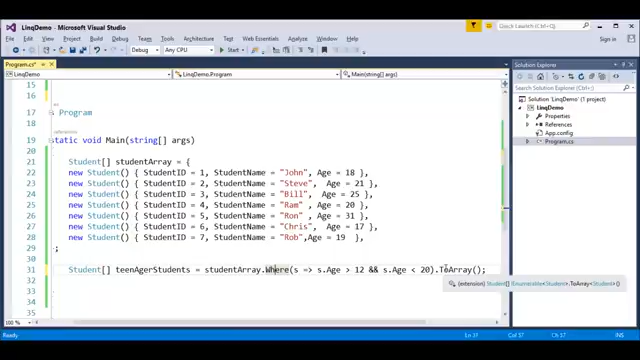 LinqDemo - Microsoft Visual Studio
Quick Launch (Ctrl+Q)
File Edit View Project Build Debug Team Tools Test Analyze Window Help
Sign in
Debug Any CPU Start
Program.cs*
LinqDemo LinqDemo.Program Main(string[] args)
Solution Explorer
Search Solution Explorer (Ctrl+;)
Solution 'LinqDemo' (1 project)
LinqDemo
Properties
References
App.config
Program.cs
15
16
17 Program
18
references
19 static void Main(string[] args)
20
21 Student[] studentArray = {
22 new Student() { StudentID = 1, StudentName = "John", Age = 18 },
23 new Student() { StudentID = 2, StudentName = "Steve", Age = 21 },
24 new Student() { StudentID = 3, StudentName = "Bill", Age = 25 },
25 new Student() { StudentID = 4, StudentName = "Ram" , Age = 20 },
26 new Student() { StudentID = 5, StudentName = "Ron" , Age = 31 },
27 new Student() { StudentID = 6, StudentName = "Chris", Age = 17 },
28 new Student() { StudentID = 7, StudentName = "Rob",Age = 19 },
29 };
30
31 Student[] teenAgerStudents = studentArray.Where(s => s.Age > 12 && s.Age < 20).ToArray();
(extension) Student[] IEnumerable<Student>.ToArray<Student>()
32
33
34
100 %
Ready Ln 31 Col 57 Ch 57 INS